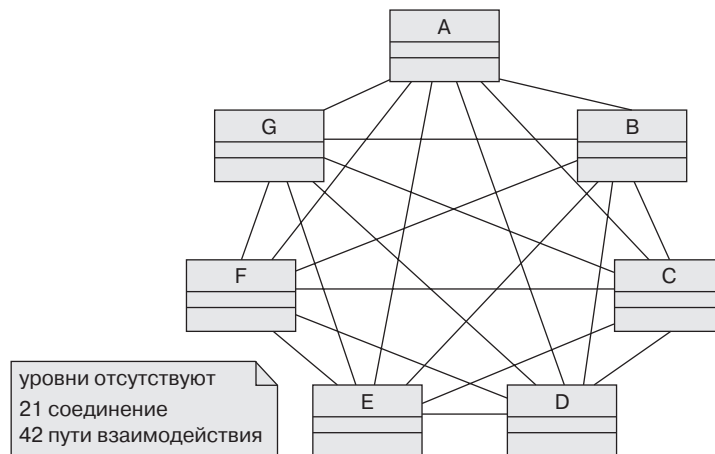 A
G
B
F
C
уровни отсутствуют
21 соединение
42 пути взаимодействия
E
D